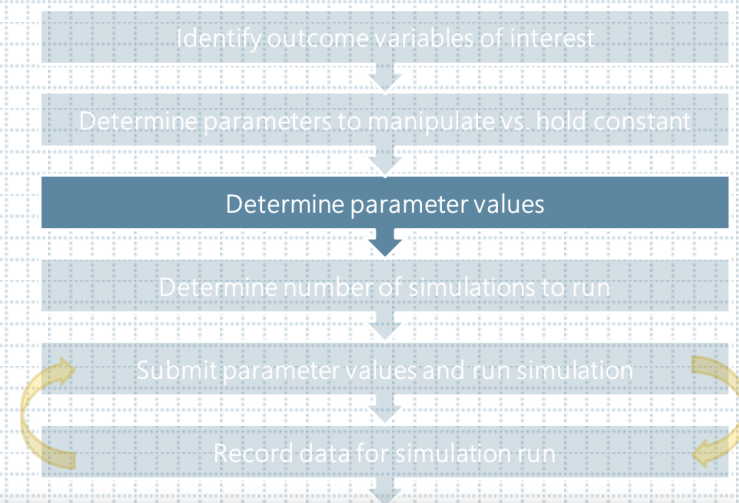 Identify outcome variables of interest
Determine parameters to manipulate vs. hold constant
Determine parameter values
Determine number of simulations to run
Submit parameter values and run simulation
Record data for simulation run